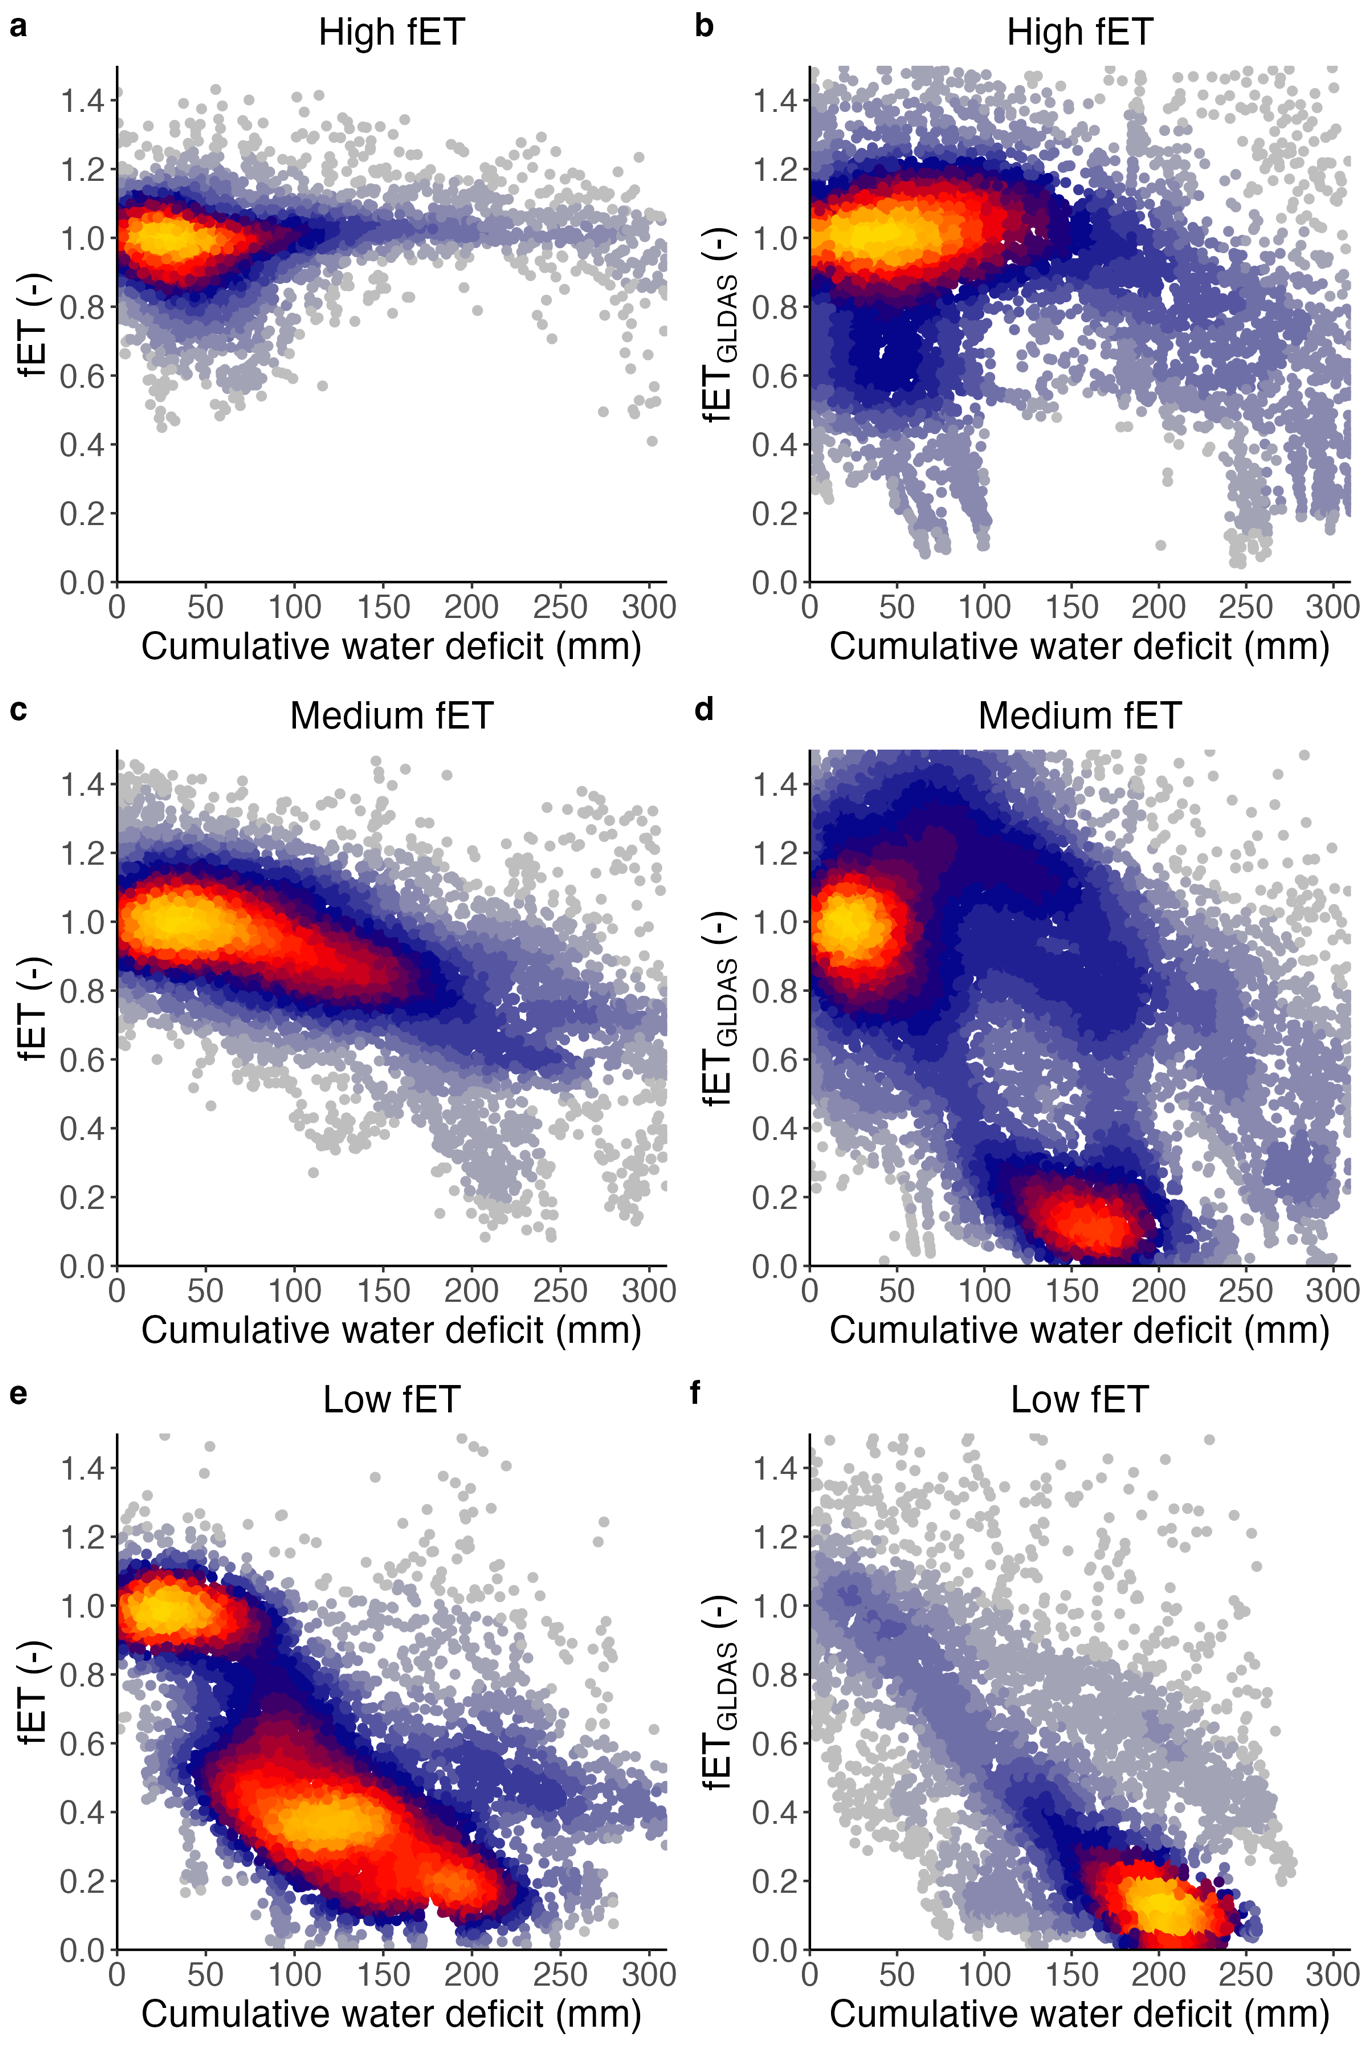 a
High fET
1.4
1.2
1.0
0.8
0.6
0.4
0.2
0.0
fET (-)
0 50 100 150 200 250 300
Cumulative water deficit (mm)
b
High fET
1.4
1.2
1.0
0.8
0.6
0.4
0.2
0.0
fETGLDAS (-)
0 50 100 150 200 250 300
Cumulative water deficit (mm)
c
Medium fET
1.4
1.2
1.0
0.8
0.6
0.4
0.2
0.0
fET (-)
0 50 100 150 200 250 300
Cumulative water deficit (mm)
d
Medium fET
1.4
1.2
1.0
0.8
0.6
0.4
0.2
0.0
fETGLDAS (-)
0 50 100 150 200 250 300
Cumulative water deficit (mm)
e
Low fET
1.4
1.2
1.0
0.8
0.6
0.4
0.2
0.0
fET (-)
0 50 100 150 200 250 300
Cumulative water deficit (mm)
f
Low fET
1.4
1.2
1.0
0.8
0.6
0.4
0.2
0.0
fETGLDAS (-)
0 50 100 150 200 250 300
Cumulative water deficit (mm)